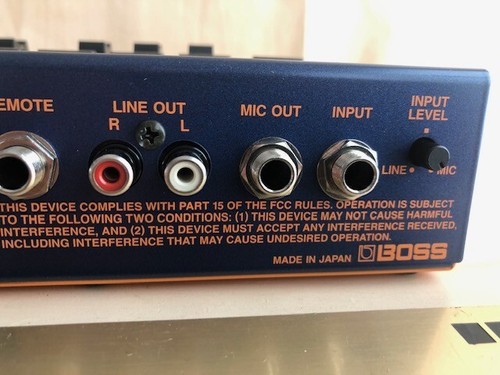 EMOTE
LINE OUT
R L
MIC OUT
INPUT
INPUT
LEVEL
LINE MIC
THIS DEVICE COMPLIES WITH PART 15 OF THE FCC RULES. OPERATION IS SUBJECT
TO THE FOLLOWING TWO CONDITIONS: (1) THIS DEVICE MAY NOT CAUSE HARMFUL
INTERFERENCE, AND (2) THIS DEVICE MUST ACCEPT ANY INTERFERENCE RECEIVED,
INCLUDING INTERFERENCE THAT MAY CAUSE UNDESIRED OPERATION.
MADE IN JAPAN BOSS